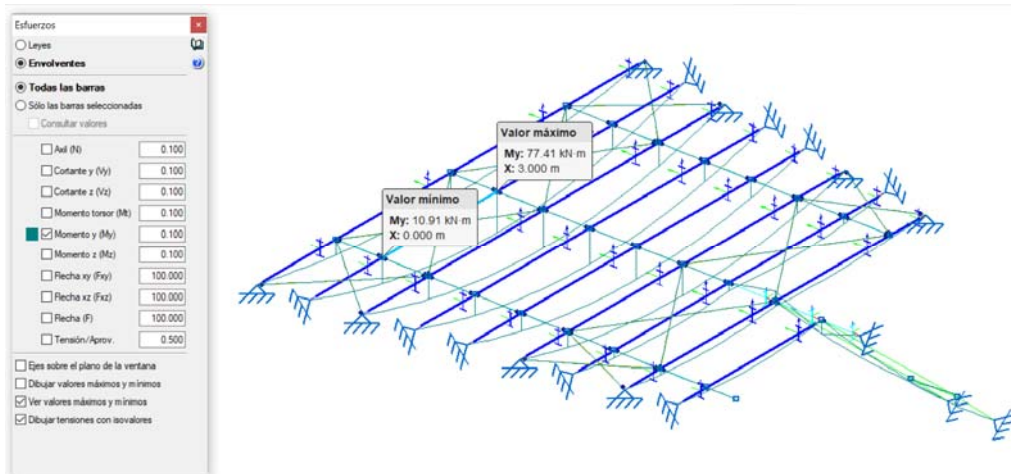 Esfuerzos
Leyes
Envolventes
Todas las barras
Sólo las barras seleccionadas
Consultar valores
Axil (N) 0.100
Cortante y (Vy) 0.100
Cortante z (Vz) 0.100
Momento torsor (Mt) 0.100
Momento y (My) 0.100
Momento z (Mz) 0.100
Flecha xy (Fxy) 100.000
Flecha xz (Fxz) 100.000
Flecha (F) 100.000
Tensión/Aprov. 0.500
Ejes sobre el plano de la ventana
Dibujar valores máximos y mínimos
Ver valores máximos y mínimos
Dibujar tensiones con isovalores
Valor máximo
My: 77.41 kN·m
X: 3.000 m
Valor mínimo
My: 10.91 kN·m
X: 0.000 m